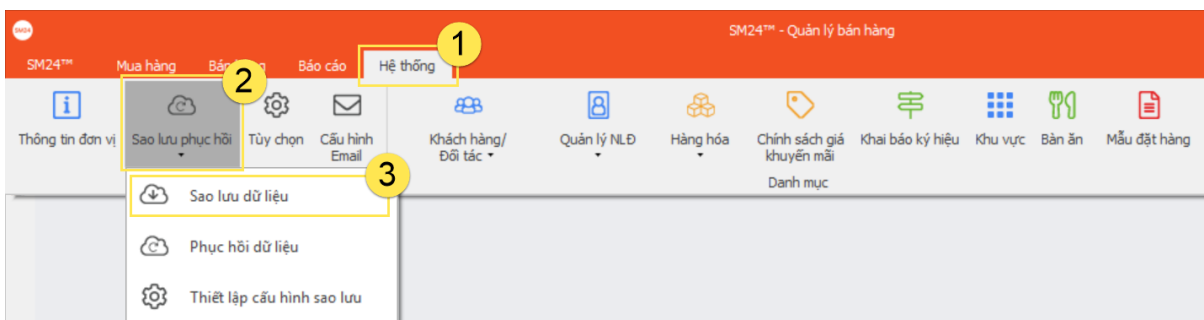 SM24
SM24™ - Quản lý bán hàng
1
SM24™ Mua hàng Báo cáo Hệ thống
2
Thông tin đơn vị
Sao lưu phục hồi
Tùy chọn
Cấu hình
Email
Khách hàng/
Đối tác
Quản lý NLĐ
Hàng hóa
Chính sách giá
khuyến mãi
Khai báo ký hiệu
Khu vực
Bàn ăn
Mẫu đặt hàng
Danh mục
3
Sao lưu dữ liệu
Phục hồi dữ liệu
Thiết lập cấu hình sao lưu